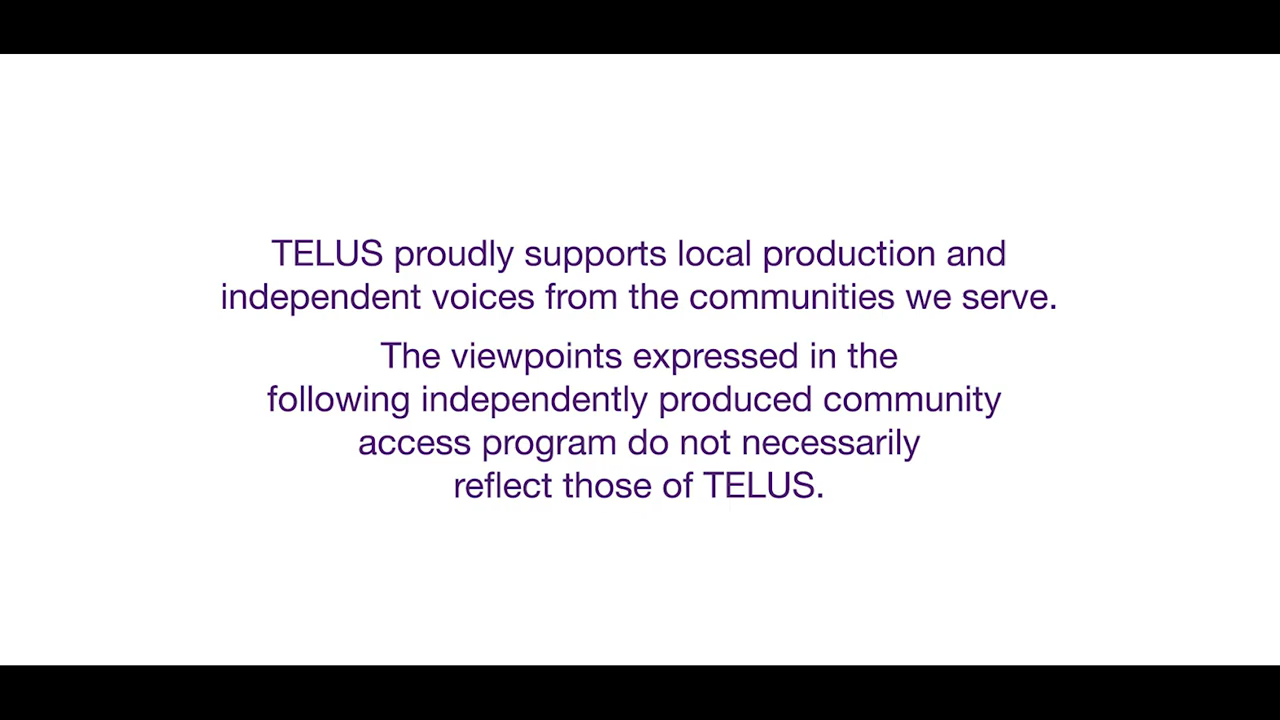 TELUS proudly supports local production and
independent voices from the communities we serve.
The viewpoints expressed in the
following independently produced community
access program do not necessarily
reflect those of TELUS.